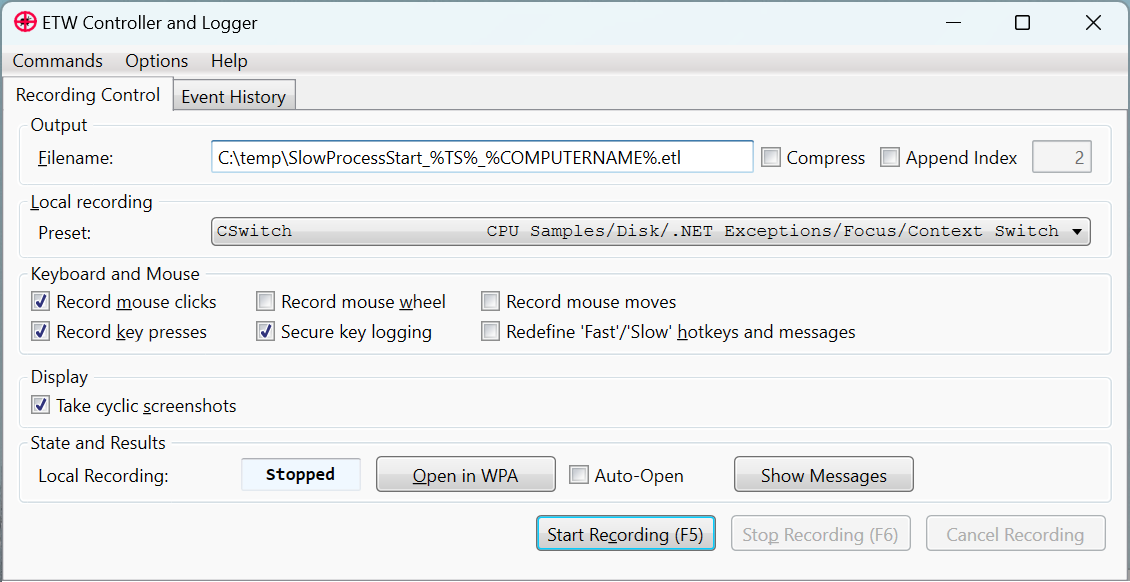 ETW Controller and Logger
Commands Options Help
Recording Control Event History
Output
Filename: C:\temp\SlowProcessStart_%TS%_%COMPUTERNAME%.etl Compress Append Index 2
Local recording
Preset: CSwitch CPU Samples/Disk/.NET Exceptions/Focus/Context Switch
Keyboard and Mouse
Record mouse clicks Record mouse wheel Record mouse moves
Record key presses Secure key logging Redefine 'Fast'/'Slow' hotkeys and messages
Display
Take cyclic screenshots
State and Results
Local Recording: Stopped Open in WPA Auto-Open Show Messages
Start Recording (F5) Stop Recording (F6) Cancel Recording